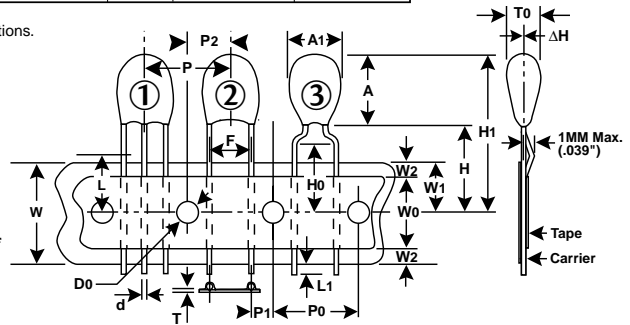 tions.
T0
ΔH
P2
A1
P
1
2
3
A
H1
F
H
1MM Max.
(.039")
L
H0
W2
W1
W
W0
W2
Tape
Carrier
D0
d
L1
T
P1
P0